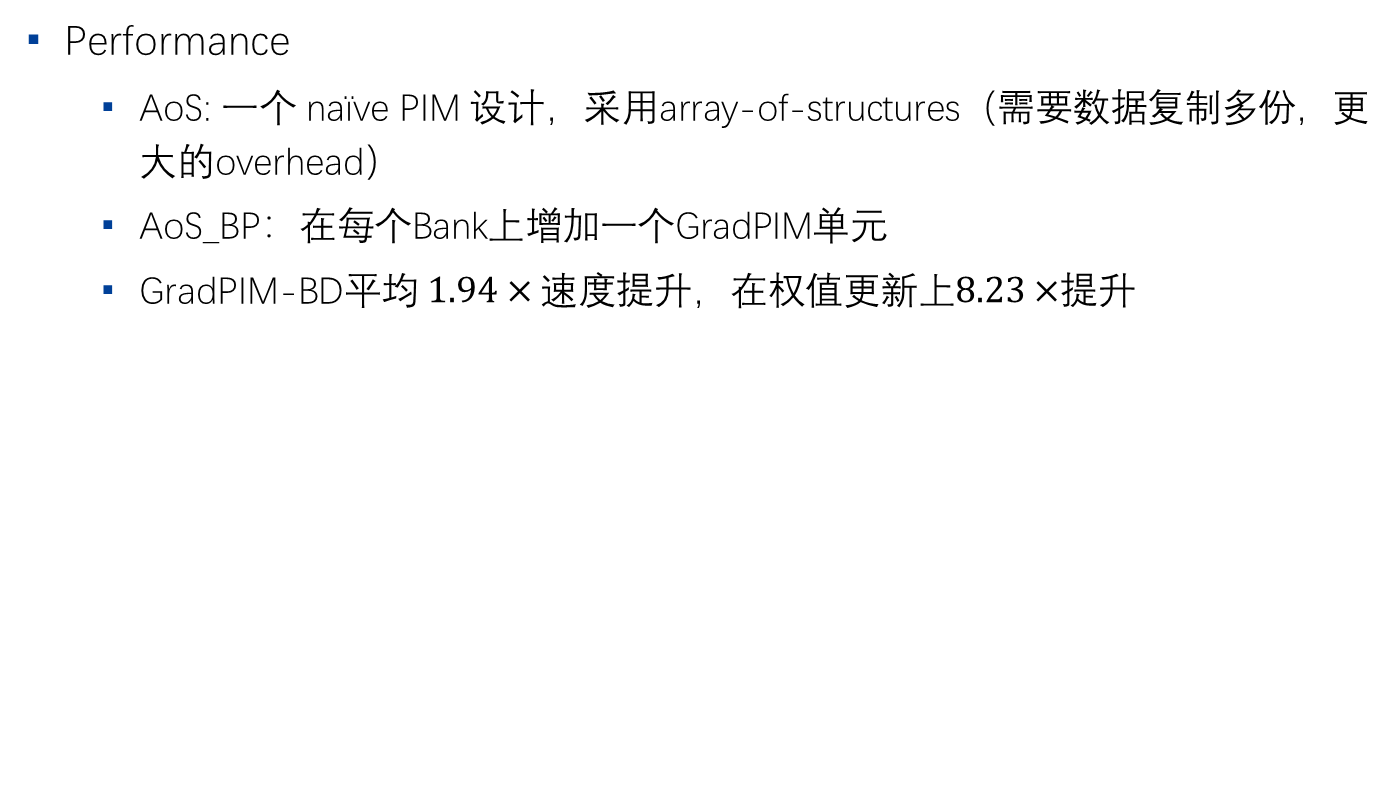 Performance
AoS: 一个 naïve PIM 设计，采用array-of-structures（需要数据复制多份，更
大的overhead）
AoS_BP：在每个Bank上增加一个GradPIM单元
GradPIM-BD平均 1.94 × 速度提升，在权值更新上8.23 ×提升